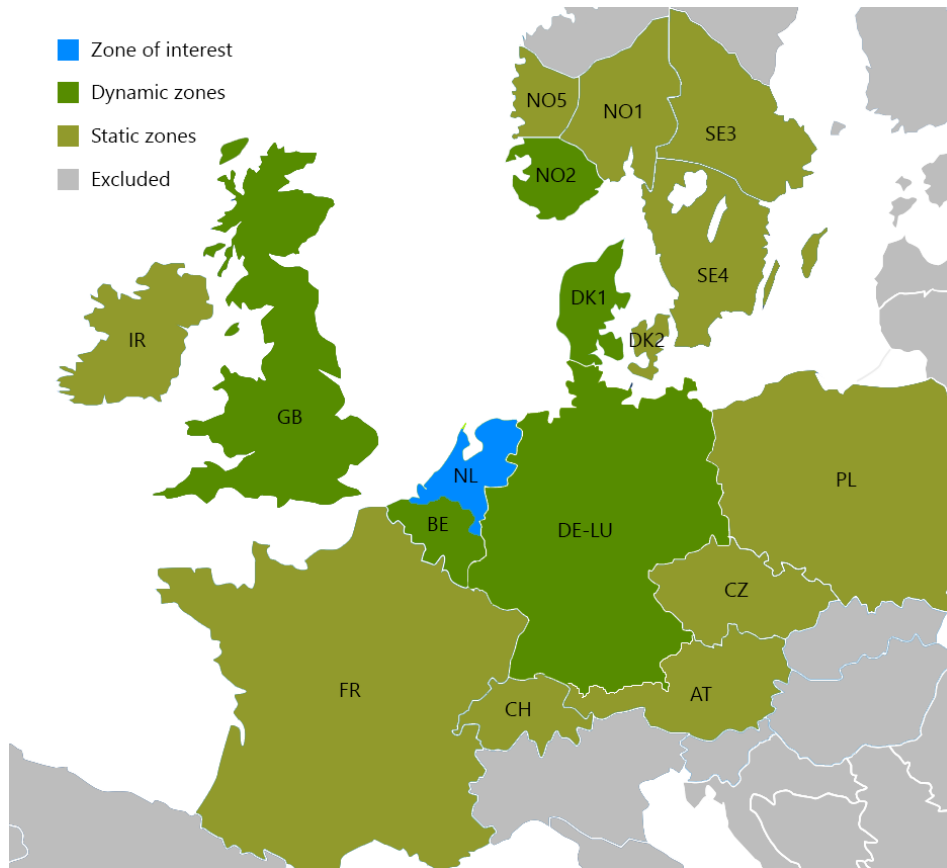 Zone of interest
Dynamic zones
Static zones
Excluded
NO5
NO1
SE3
NO2
SE4
DK1
DK2
IR
GB
NL
PL
BE
DE-LU
CZ
FR
AT
CH